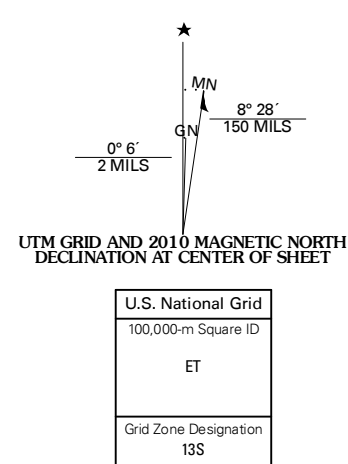 MN
8° 28´
150 MILS
GN
0° 6´
2 MILS
UTM GRID AND 2010 MAGNETIC NORTH
DECLINATION AT CENTER OF SHEET
U.S. National Grid
100,000-m Square ID
ET
Grid Zone Designation
13S